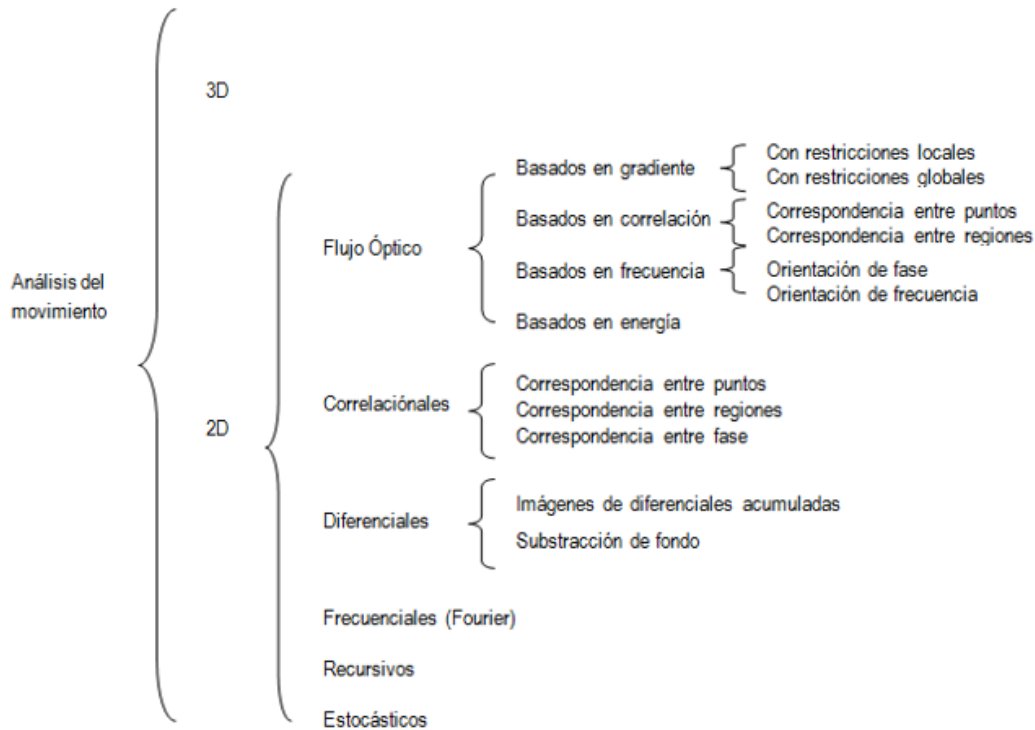 Análisis del
movimiento
3D
2D
Flujo Óptico
Basados en gradiente
Con restricciones locales
Con restricciones globales
Basados en correlación
Correspondencia entre puntos
Correspondencia entre regiones
Basados en frecuencia
Orientación de fase
Orientación de frecuencia
Basados en energía
Correlaciónales
Correspondencia entre puntos
Correspondencia entre regiones
Correspondencia entre fase
Diferenciales
Imágenes de diferenciales acumuladas
Substracción de fondo
Frecuenciales (Fourier)
Recursivos
Estocásticos